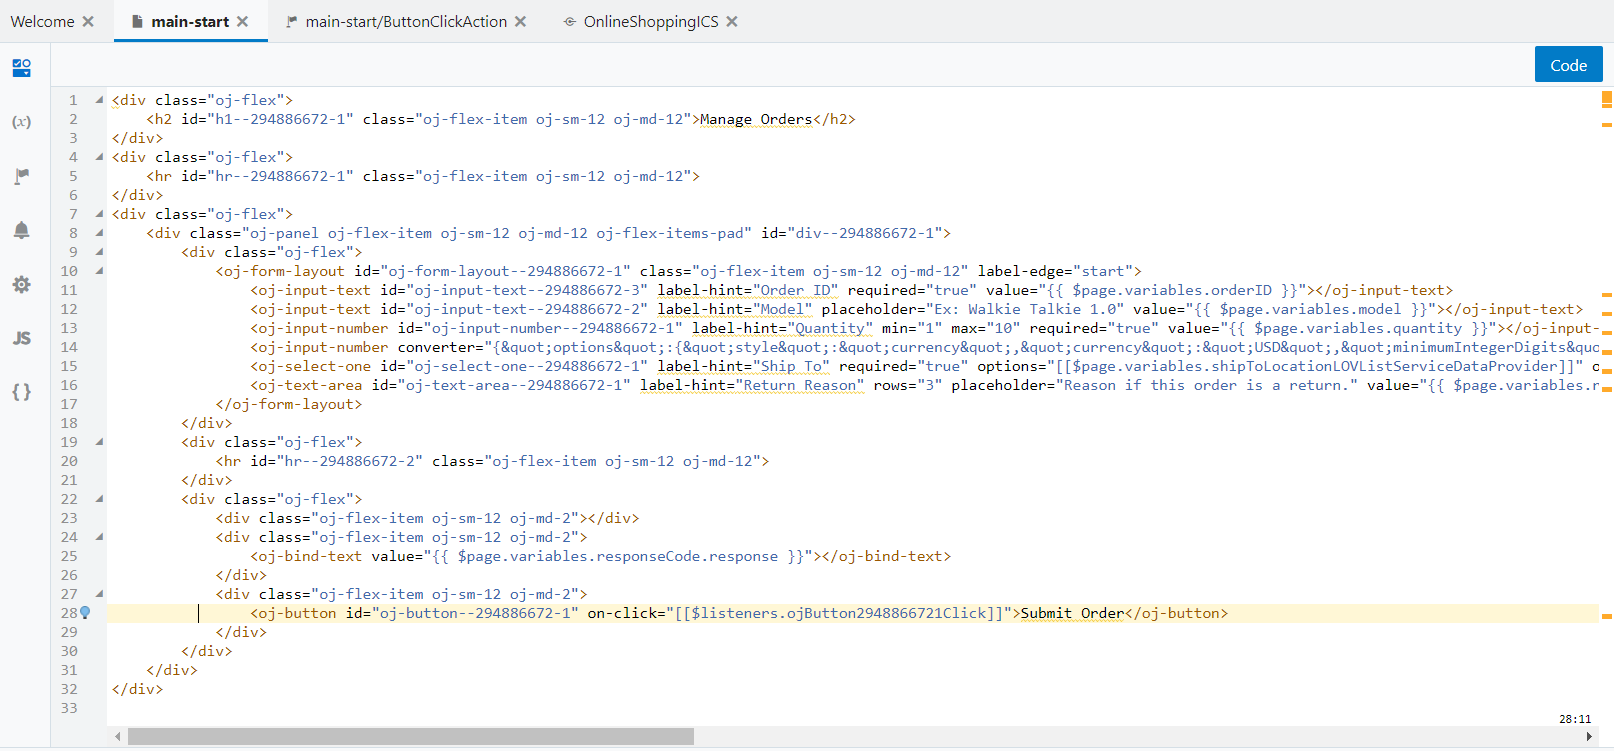 Welcome main-start main-start/ButtonClickAction OnlineShoppingICS
Code
(x)
JS
{ }
1 <div class="oj-flex">
2 <h2 id="h1--294886672-1" class="oj-flex-item oj-sm-12 oj-md-12">Manage Orders</h2>
3 </div>
4 <div class="oj-flex">
5 <hr id="hr--294886672-1" class="oj-flex-item oj-sm-12 oj-md-12">
6 </div>
7 <div class="oj-flex">
8 <div class="oj-panel oj-flex-item oj-sm-12 oj-md-12 oj-flex-items-pad" id="div--294886672-1">
9 <div class="oj-flex">
10 <oj-form-layout id="oj-form-layout--294886672-1" class="oj-flex-item oj-sm-12 oj-md-12" label-edge="start">
11 <oj-input-text id="oj-input-text--294886672-3" label-hint="Order ID" required="true" value="{{ $page.variables.orderID }}"></oj-input-text>
12 <oj-input-text id="oj-input-text--294886672-2" label-hint="Model" placeholder="Ex: Walkie Talkie 1.0" value="{{ $page.variables.model }}"></oj-input-text>
13 <oj-input-number id="oj-input-number--294886672-1" label-hint="Quantity" min="1" max="10" required="true" value="{{ $page.variables.quantity }}"></oj-input-
14 <oj-input-number converter="{&quot;options&quot;:{&quot;style&quot;:&quot;currency&quot;,&quot;currency&quot;:&quot;USD&quot;,&quot;minimumIntegerDigits&quo
15 <oj-select-one id="oj-select-one--294886672-1" label-hint="Ship To" required="true" options="[[$page.variables.shipToLocationLOVListServiceDataProvider]]" o
16 <oj-text-area id="oj-text-area--294886672-1" label-hint="Return Reason" rows="3" placeholder="Reason if this order is a return." value="{{ $page.variables.r
17 </oj-form-layout>
18 </div>
19 <div class="oj-flex">
20 <hr id="hr--294886672-2" class="oj-flex-item oj-sm-12 oj-md-12">
21 </div>
22 <div class="oj-flex">
23 <div class="oj-flex-item oj-sm-12 oj-md-2"></div>
24 <div class="oj-flex-item oj-sm-12 oj-md-2">
25 <oj-bind-text value="{{ $page.variables.responseCode.response }}"></oj-bind-text>
26 </div>
27 <div class="oj-flex-item oj-sm-12 oj-md-2">
28 <oj-button id="oj-button--294886672-1" on-click="[[$listeners.ojButton2948866721Click]]">Submit Order</oj-button>
29 </div>
30 </div>
31 </div>
32 </div>
33
28:11